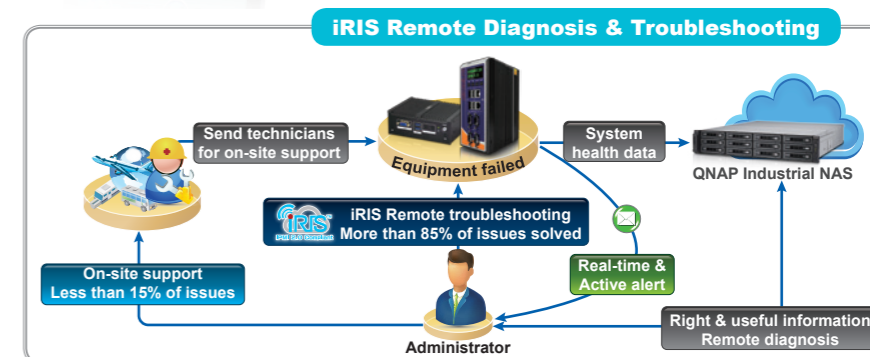 iRIS Remote Diagnosis & Troubleshooting
Send technicians
for on-site support
Equipment failed
System
health data
QNAP Industrial NAS
iRIS
iRIS Remote troubleshooting
More than 85% of issues solved
On-site support
Less than 15% of issues
Real-time &
Active alert
Right & useful information
Remote diagnosis
Administrator